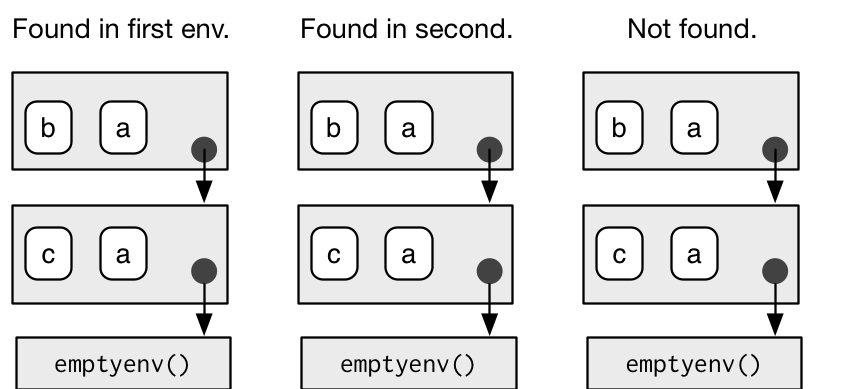 Found in first env.
Found in second.
Not found.
b a
b a
b a
c a
c a
c a
emptyenv()
emptyenv()
emptyenv()